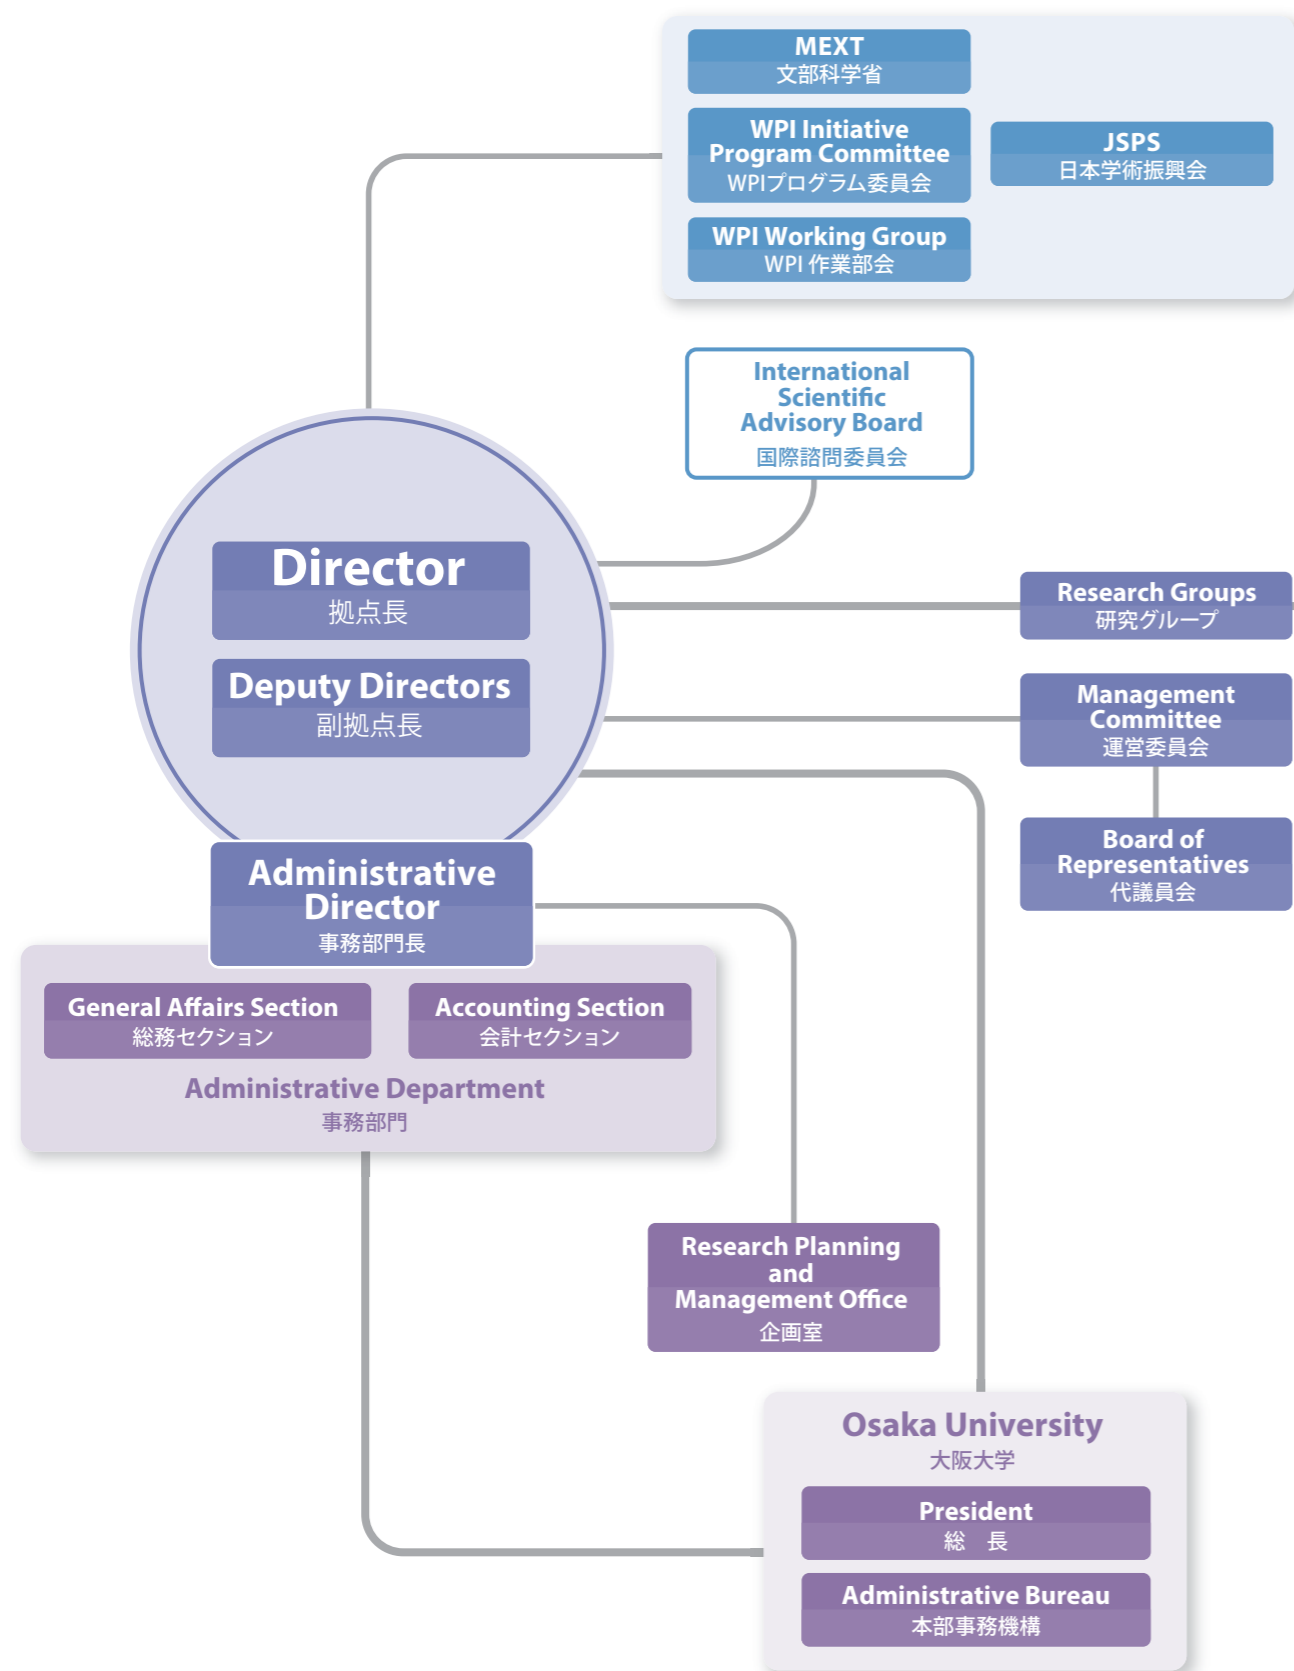 MEXT
文部科学省
WPI Initiative
Program Committee
WPIプログラム委員会
JSPS
日本学術振興会
WPI Working Group
WPI 作業部会
International
Scientific
Advisory Board
国際諮問委員会
Director
拠点長
Deputy Directors
副拠点長
Research Groups
研究グループ
Management
Committee
運営委員会
Board of
Representatives
代議員会
Administrative
Director
事務部門長
General Affairs Section
総務セクション
Accounting Section
会計セクション
Administrative Department
事務部門
Research Planning
and
Management Office
企画室
Osaka University
大阪大学
President
総　長
Administrative Bureau
本部事務機構